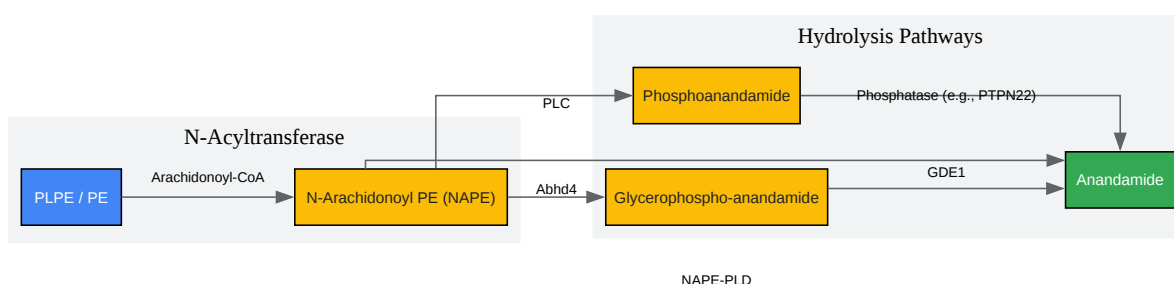 Hydrolysis Pathways
Phosphoanandamide
Phosphatase (e.g., PTPN22)
PLC
N-Acyltransferase
Arachidonoyl-CoA
PLPE / PE
N-Arachidonoyl PE (NAPE)
Abhd4
Glycerophospho-anandamide
GDE1
Anandamide
NAPE-PLD